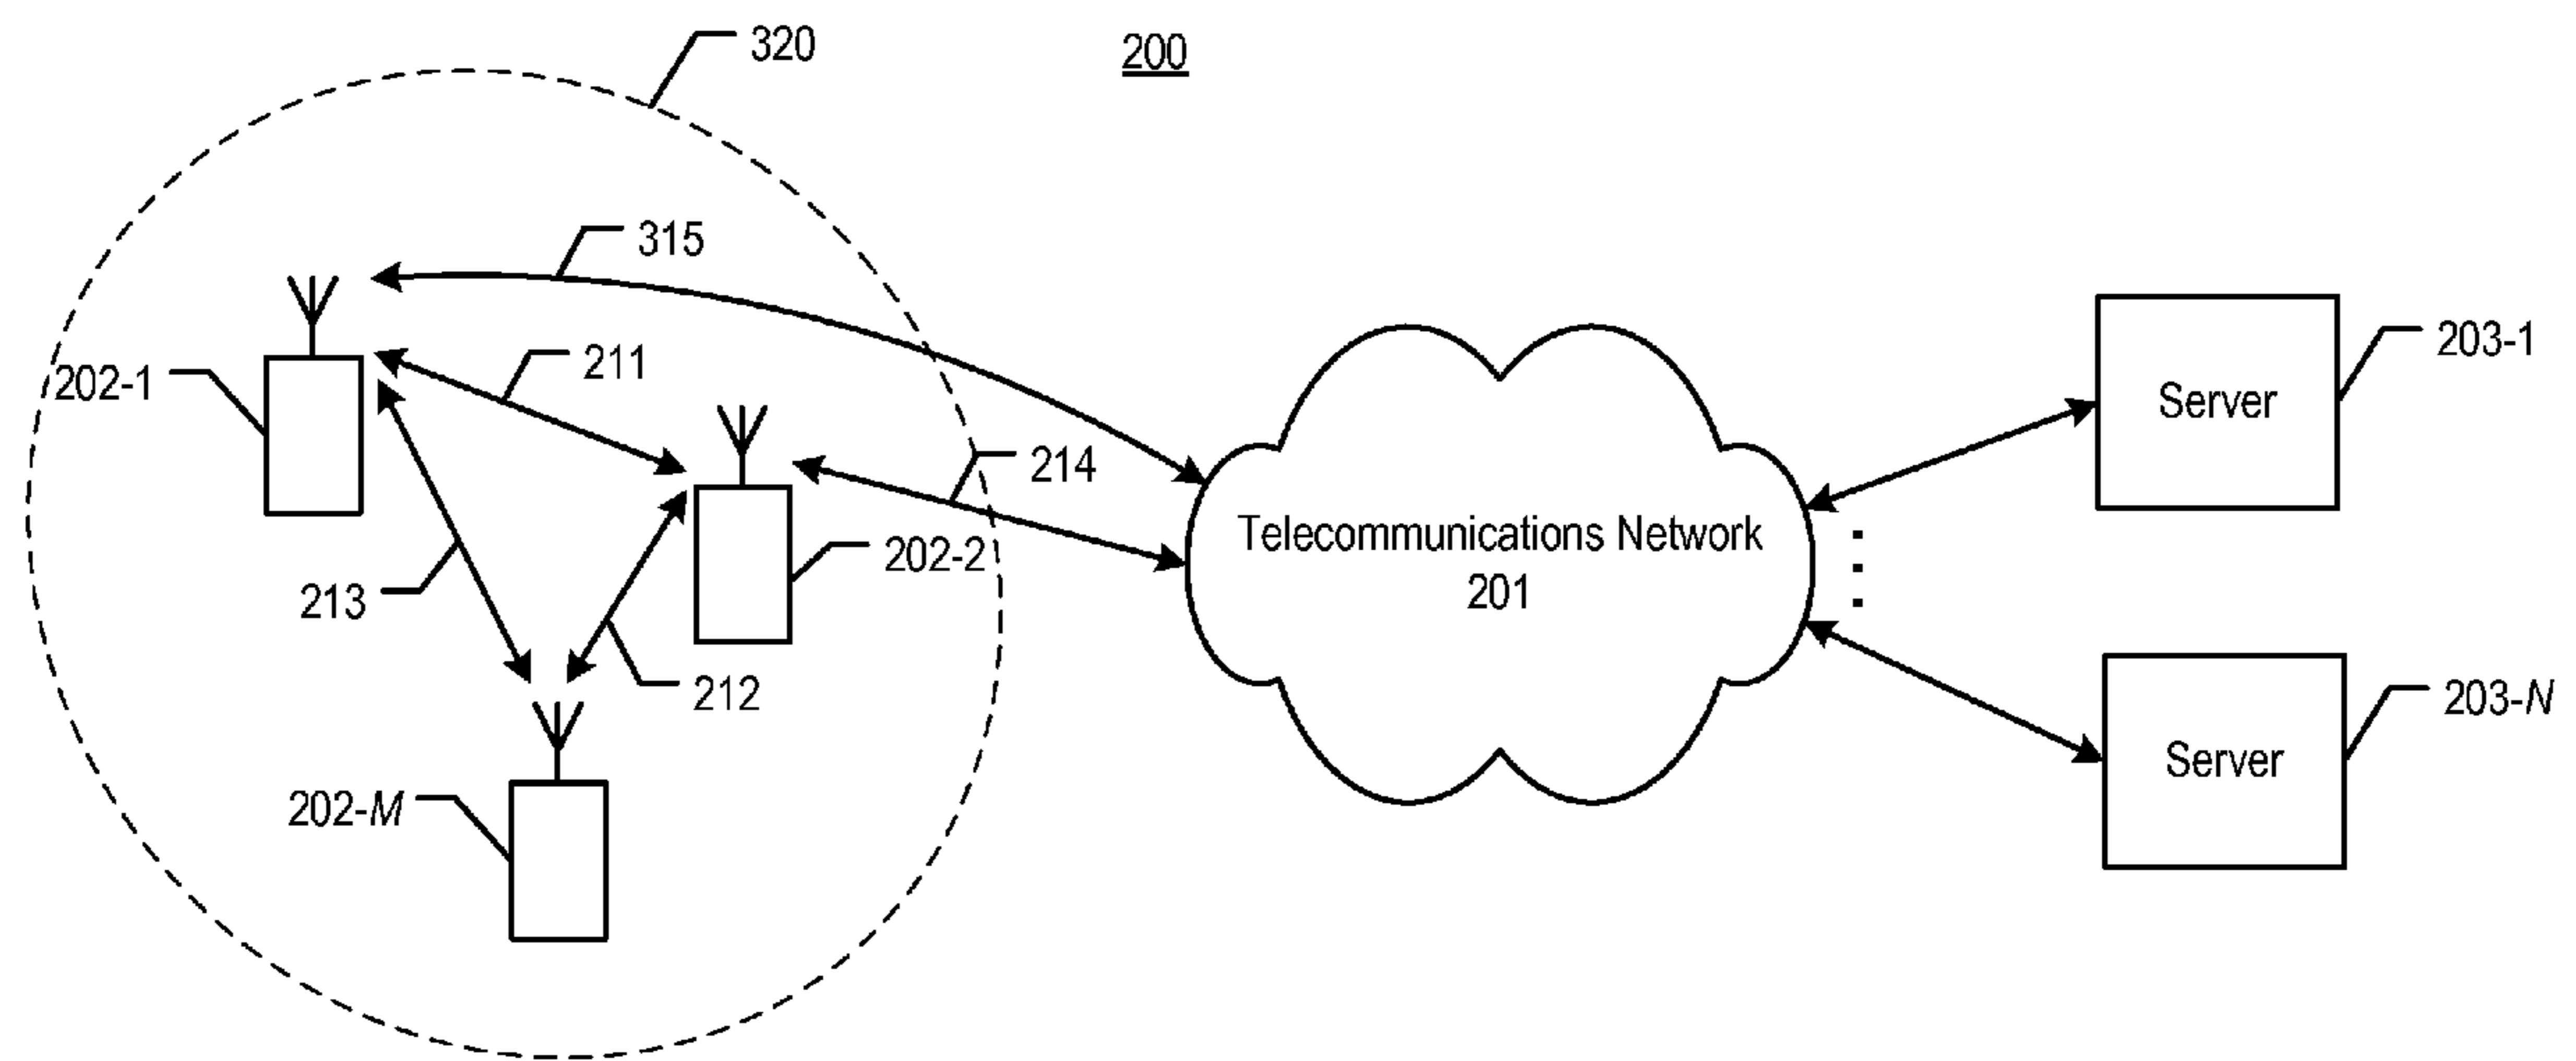 320
200
315
203-1
211
202-1
Server
214
Telecommunications Network
202-2
201
213
212
203-N
Server
202-M